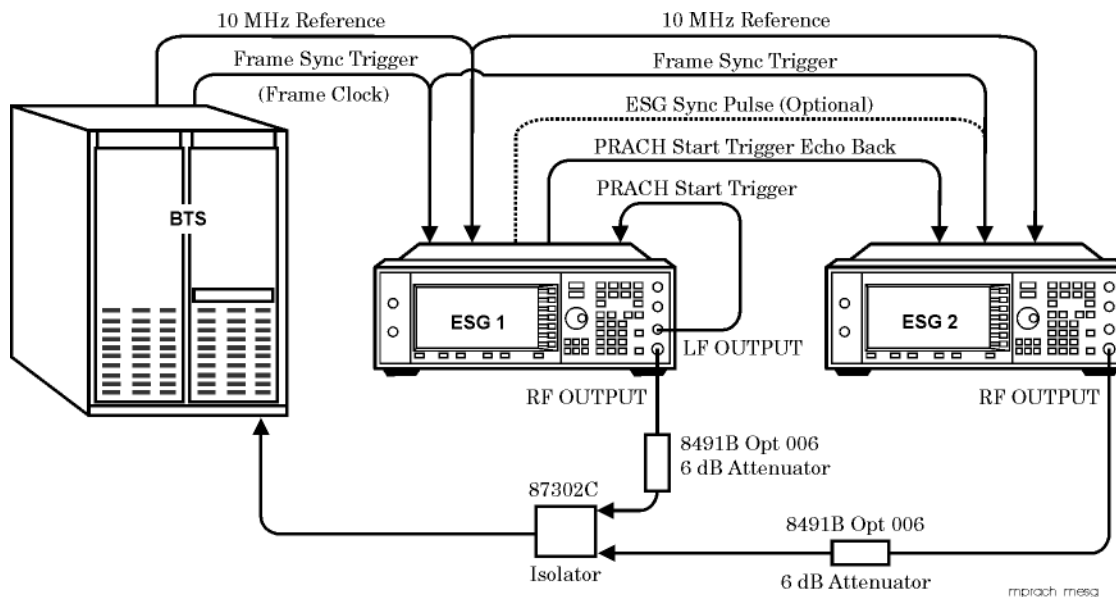 10 MHz Reference
10 MHz Reference
Frame Sync Trigger
Frame Sync Trigger
(Frame Clock)
ESG Sync Pulse (Optional)
PRACH Start Trigger Echo Back
PRACH Start Trigger
BTS
ESG 1
ESG 2
LF OUTPUT
RF OUTPUT
RF OUTPUT
8491B Opt 006
6 dB Attenuator
87302C
Isolator
8491B Opt 006
6 dB Attenuator
mprach mesg